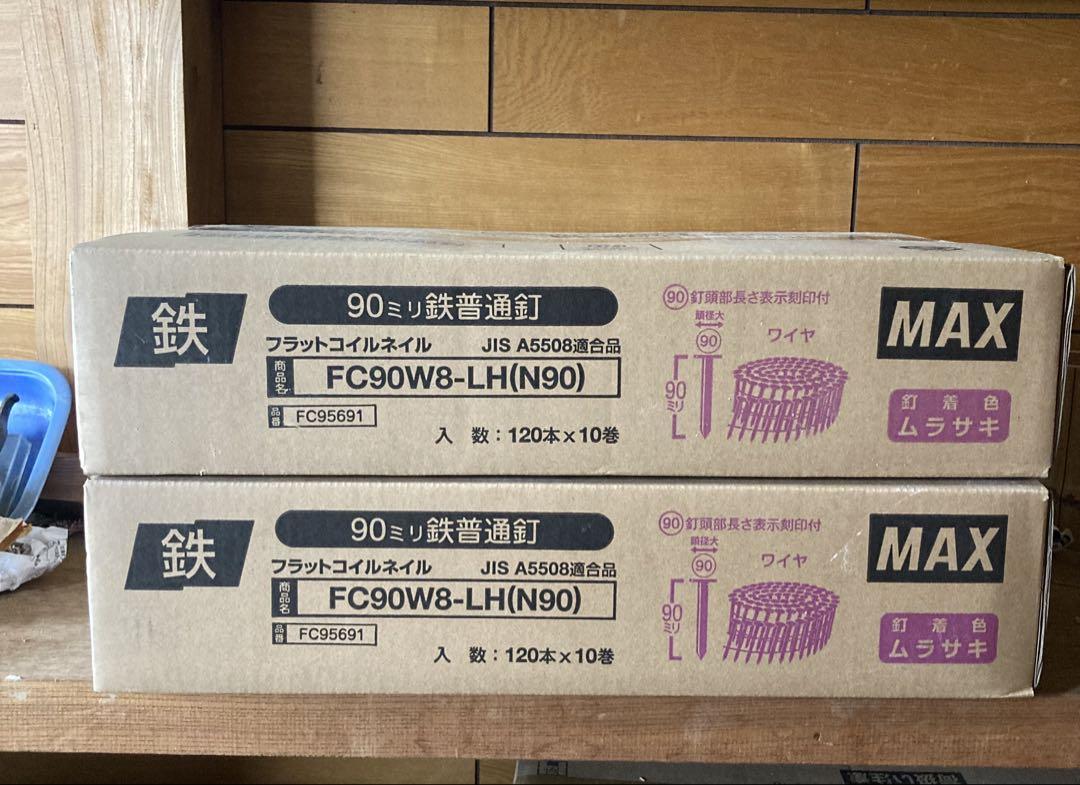 鉄
90ミリ鉄普通釘
フラットコイルネイル JIS A5508適合品
商品名 FC90W8-LH(N90)
品番 FC95691
入 数：120本×10巻
90 釘頭部長さ表示刻印付
頭径大
90
ワイヤ
90ミリ
MAX
釘着色
ムラサキ
鉄
90ミリ鉄普通釘
フラットコイルネイル JIS A5508適合品
商品名 FC90W8-LH(N90)
品番 FC95691
入 数：120本×10巻
90 釘頭部長さ表示刻印付
頭径大
90
ワイヤ
90ミリ
MAX
釘着色
ムラサキ